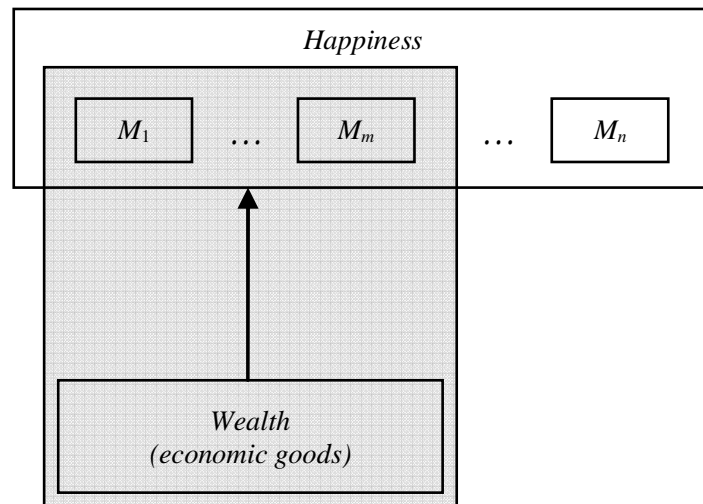 Happiness
M1 … Mm … Mn
Wealth
(economic goods)